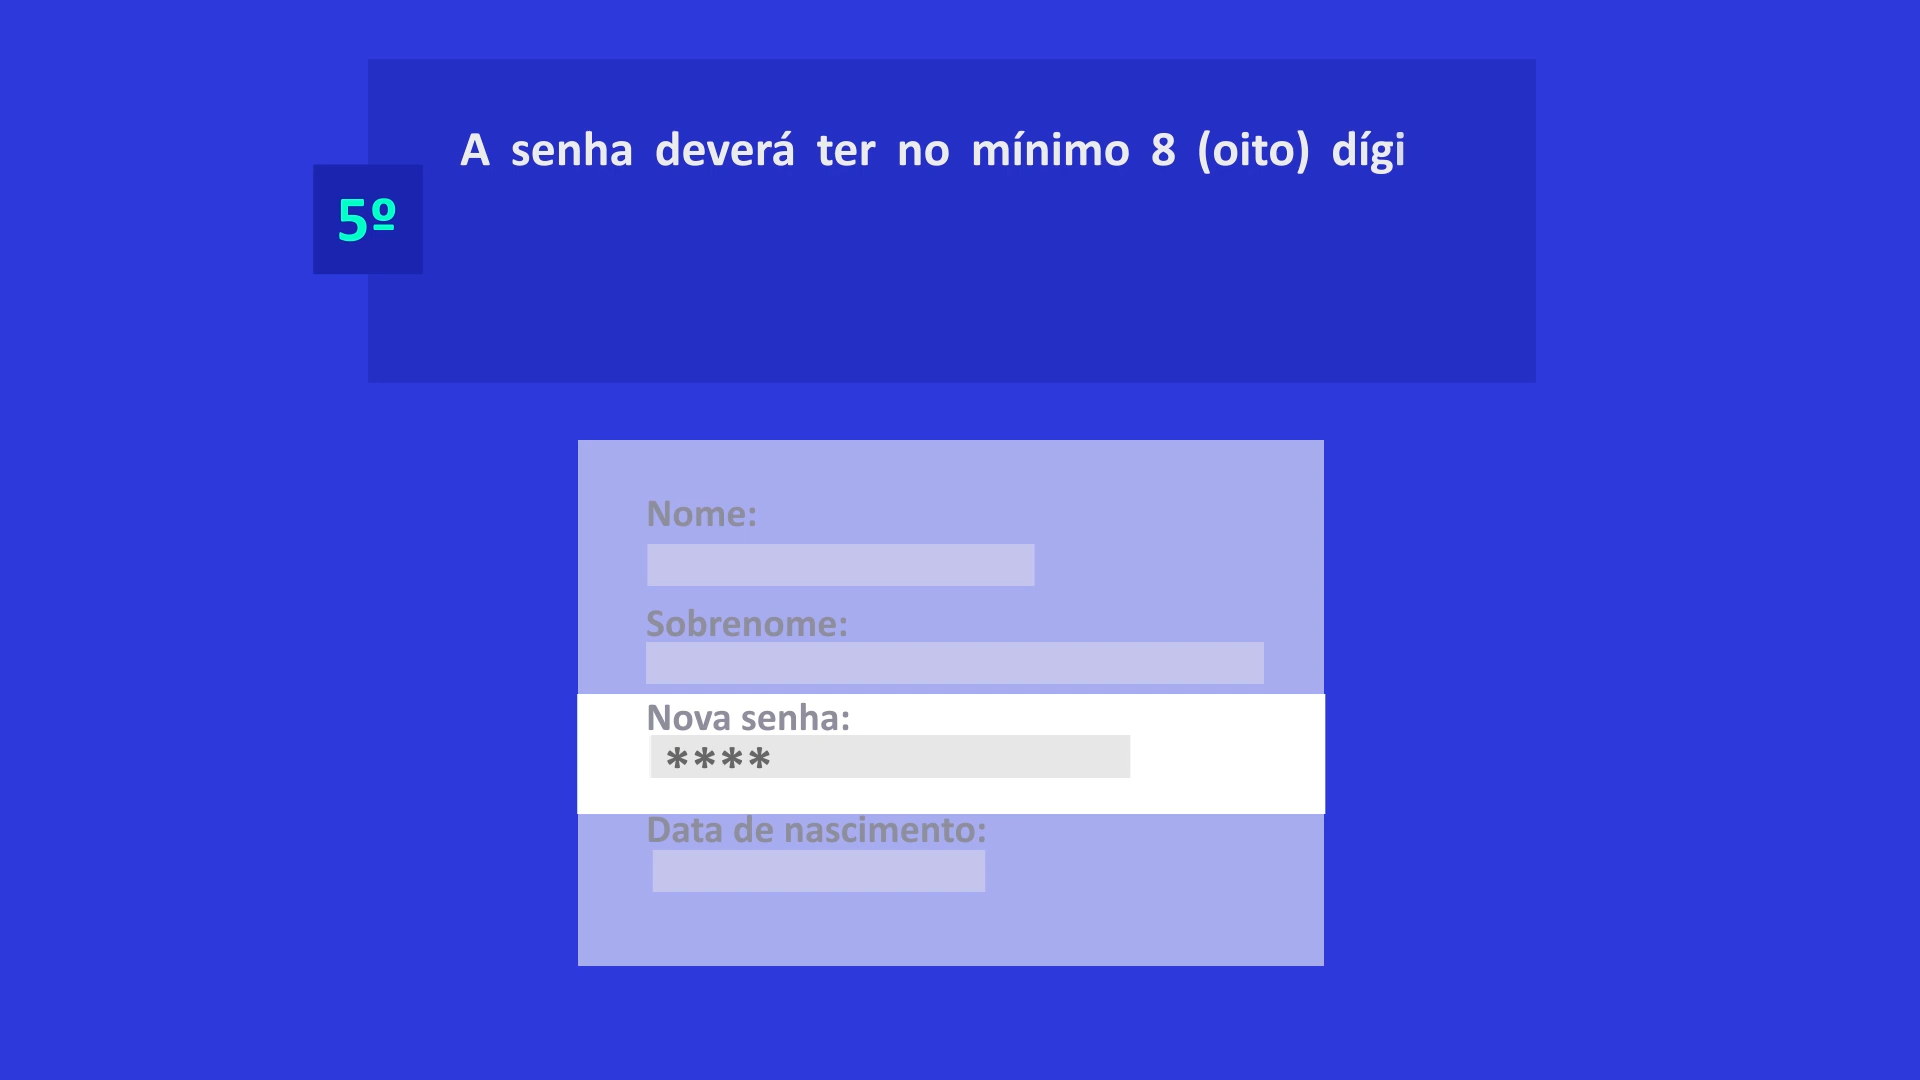 A senha deverá ter no mínimo 8 (oito) dígi
5º
Nome:
Sobrenome:
Nova senha:
****
Data de nascimento: